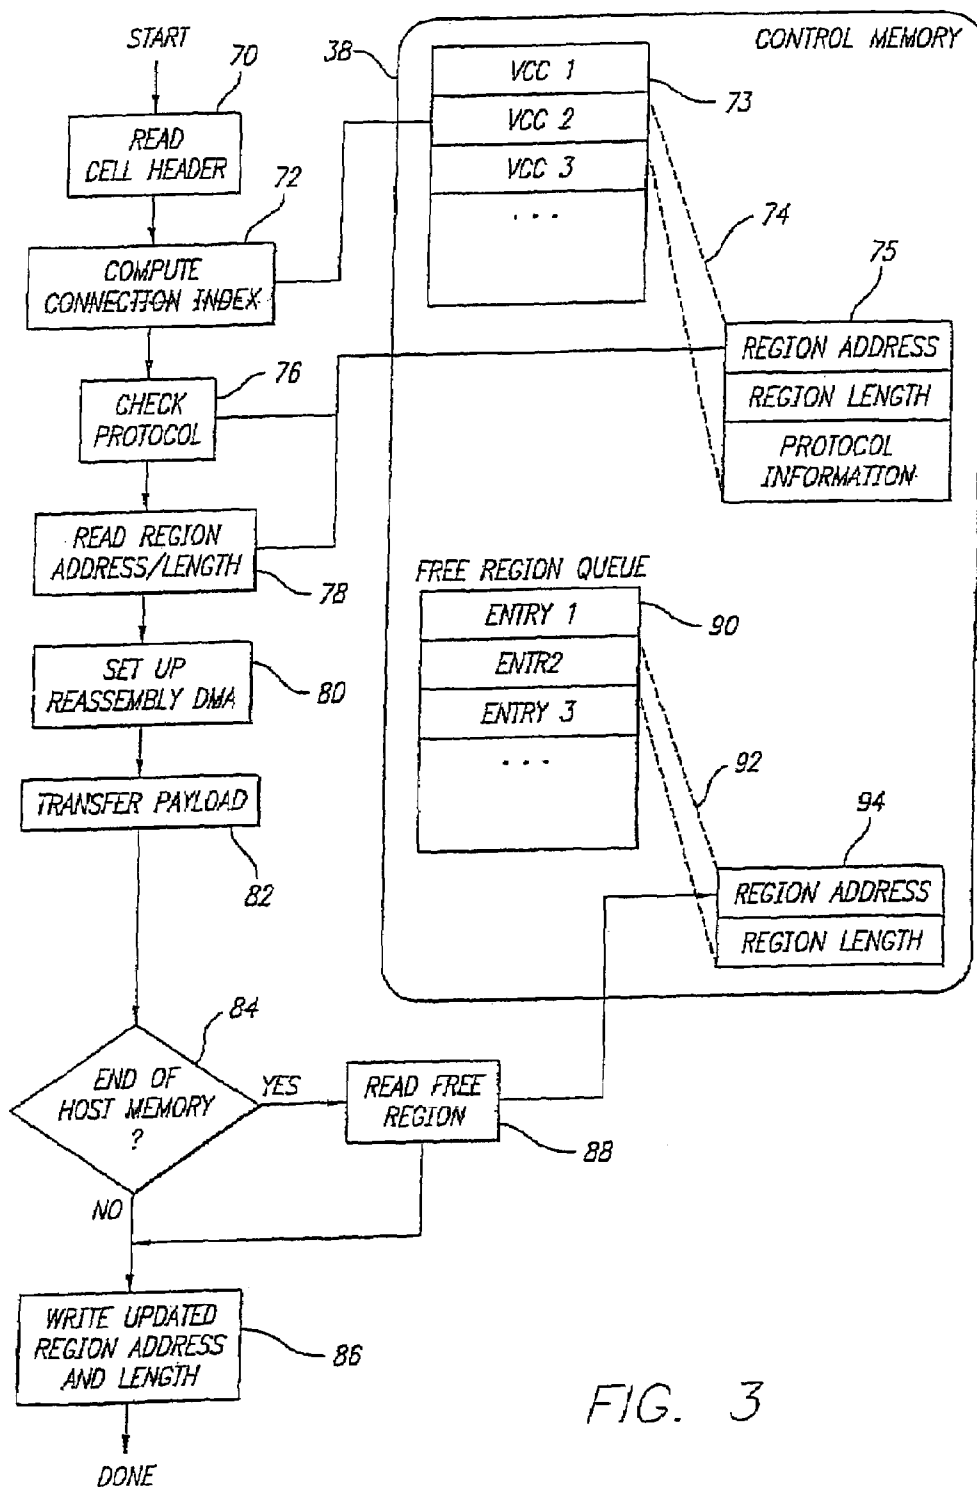 START
70
READ
CELL HEADER
72
COMPUTE
CONNECTION INDEX
76
CHECK
PROTOCOL
READ REGION
ADDRESS/LENGTH
78
SET UP
REASSEMBLY DMA
80
TRANSFER PAYLOAD
82
84
END OF
HOST MEMORY
?
YES
NO
READ FREE
REGION
88
WRITE UPDATED
REGION ADDRESS
AND LENGTH
86
DONE
38
CONTROL MEMORY
VCC 1
VCC 2
VCC 3
...
73
74
75
REGION ADDRESS
REGION LENGTH
PROTOCOL
INFORMATION
FREE REGION QUEUE
ENTRY 1
ENTR2
ENTRY 3
...
90
92
94
REGION ADDRESS
REGION LENGTH
FIG. 3